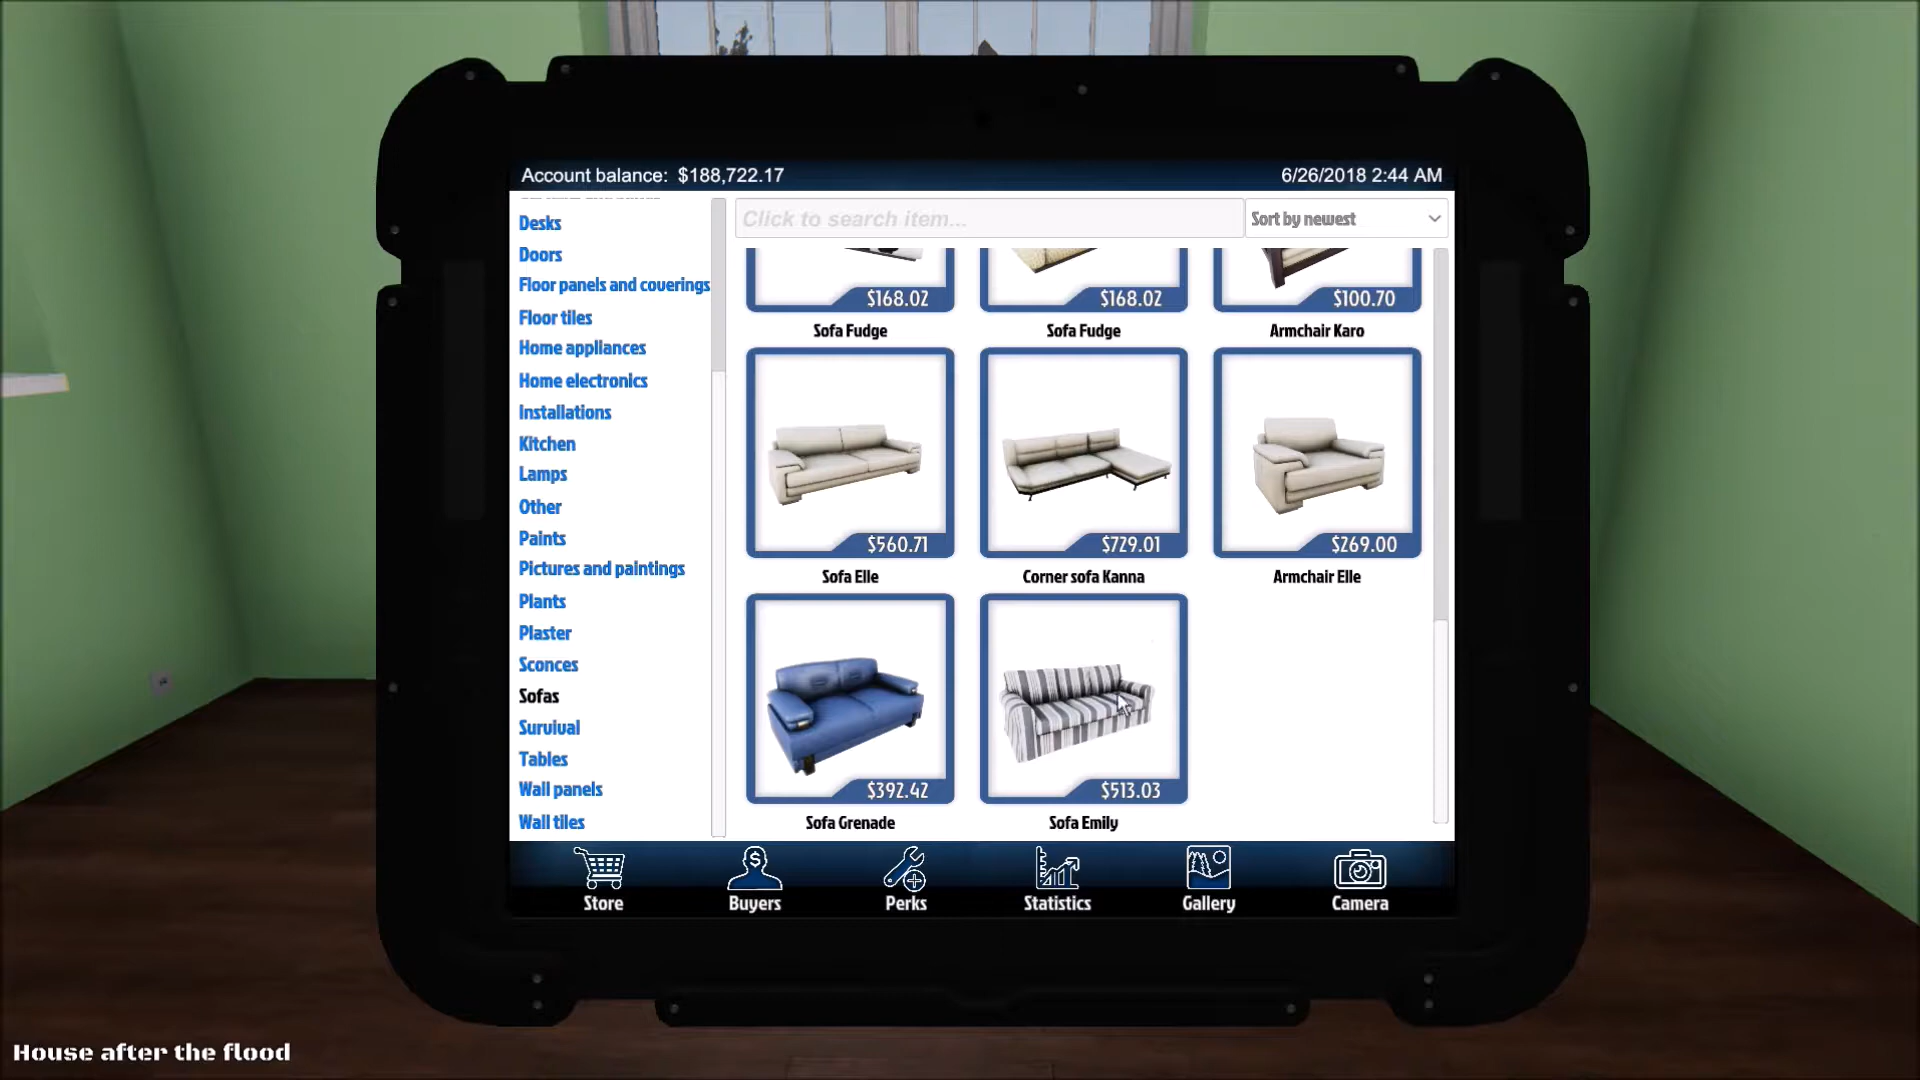 Account balance: $188,722.17
6/26/2018 2:44 AM
Click to search item...
Sort by newest
Desks
Doors
Floor panels and coverings
Floor tiles
Home appliances
Home electronics
Installations
Kitchen
Lamps
Other
Paints
Pictures and paintings
Plants
Plaster
Sconces
Sofas
Survival
Tables
Wall panels
Wall tiles
$168.02
$168.02
$100.70
Sofa Fudge
Sofa Fudge
Armchair Karo
$560.71
$729.01
$269.00
Sofa Elle
Corner sofa Kanna
Armchair Elle
$392.42
$513.03
Sofa Grenade
Sofa Emily
Store
Buyers
Perks
Statistics
Gallery
Camera
House after the flood